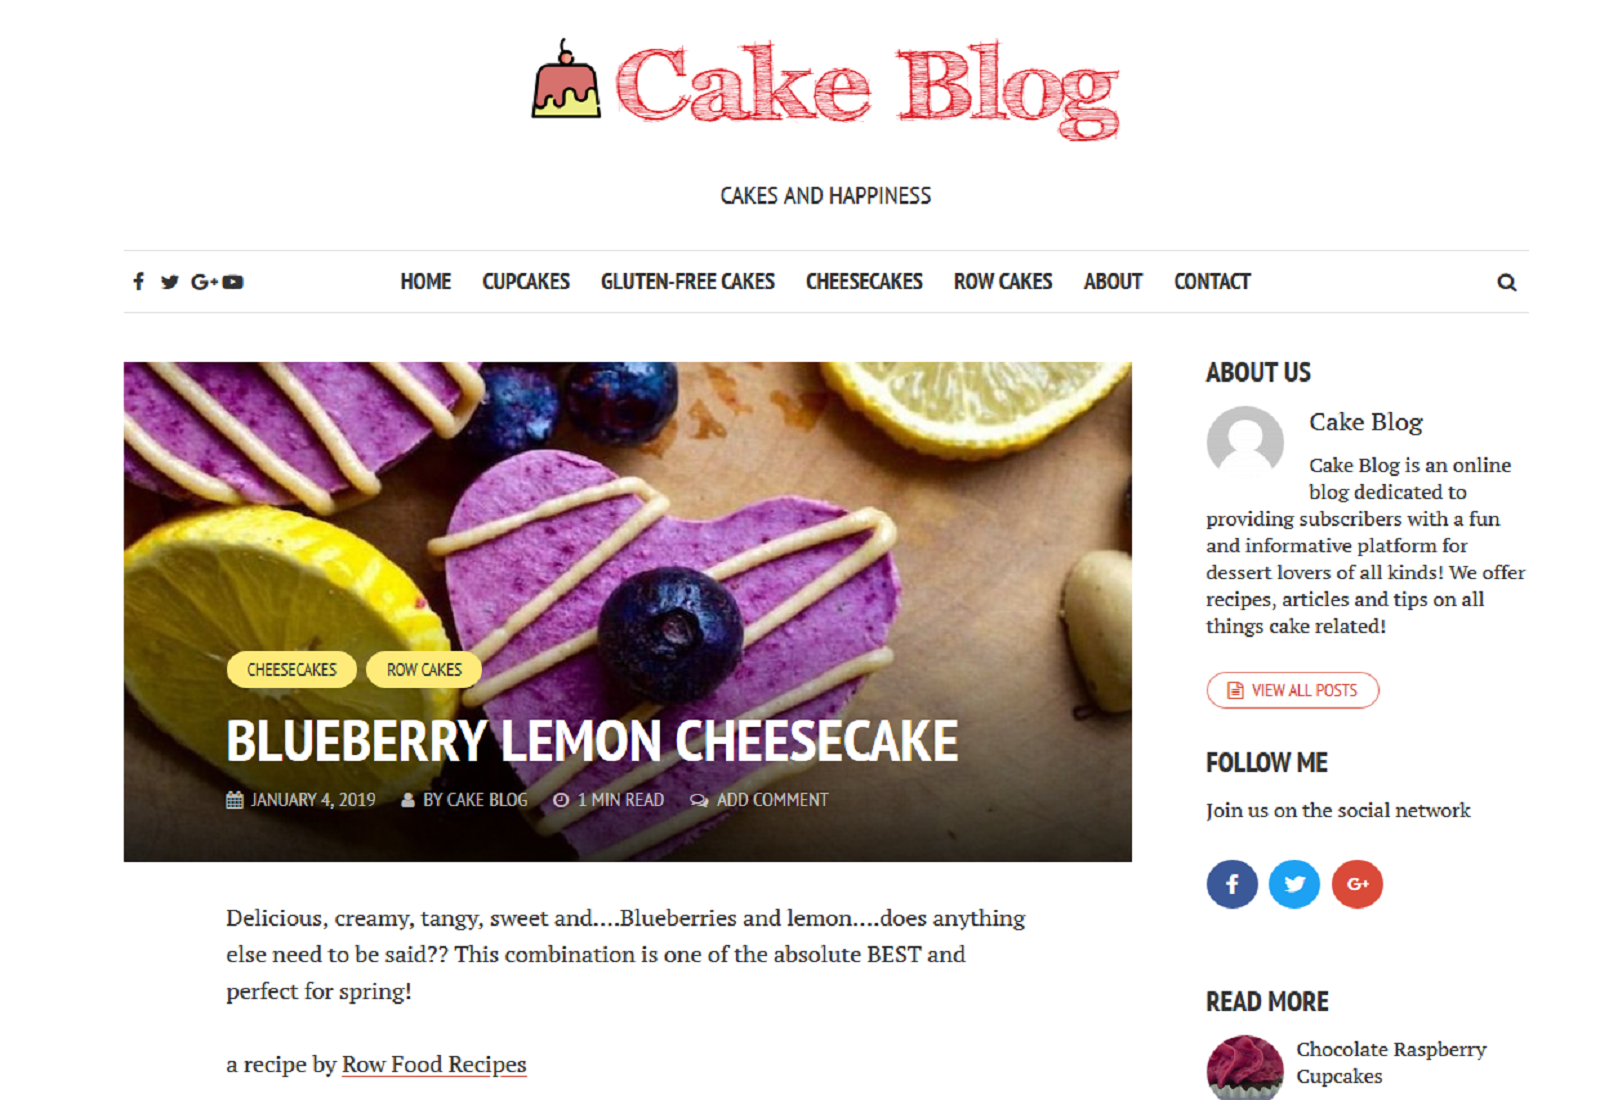 Cake Blog
CAKES AND HAPPINESS
HOME CUPCAKES GLUTEN-FREE CAKES CHEESECAKES ROW CAKES ABOUT CONTACT
CHEESECAKES ROW CAKES
BLUEBERRY LEMON CHEESECAKE
JANUARY 4, 2019 BY CAKE BLOG 1 MIN READ ADD COMMENT
Delicious, creamy, tangy, sweet and....Blueberries and lemon....does anything
else need to be said?? This combination is one of the absolute BEST and
perfect for spring!
a recipe by Row Food Recipes
ABOUT US
Cake Blog
Cake Blog is an online
blog dedicated to
providing subscribers with a fun
and informative platform for
dessert lovers of all kinds! We offer
recipes, articles and tips on all
things cake related!
VIEW ALL POSTS
FOLLOW ME
Join us on the social network
READ MORE
Chocolate Raspberry
Cupcakes